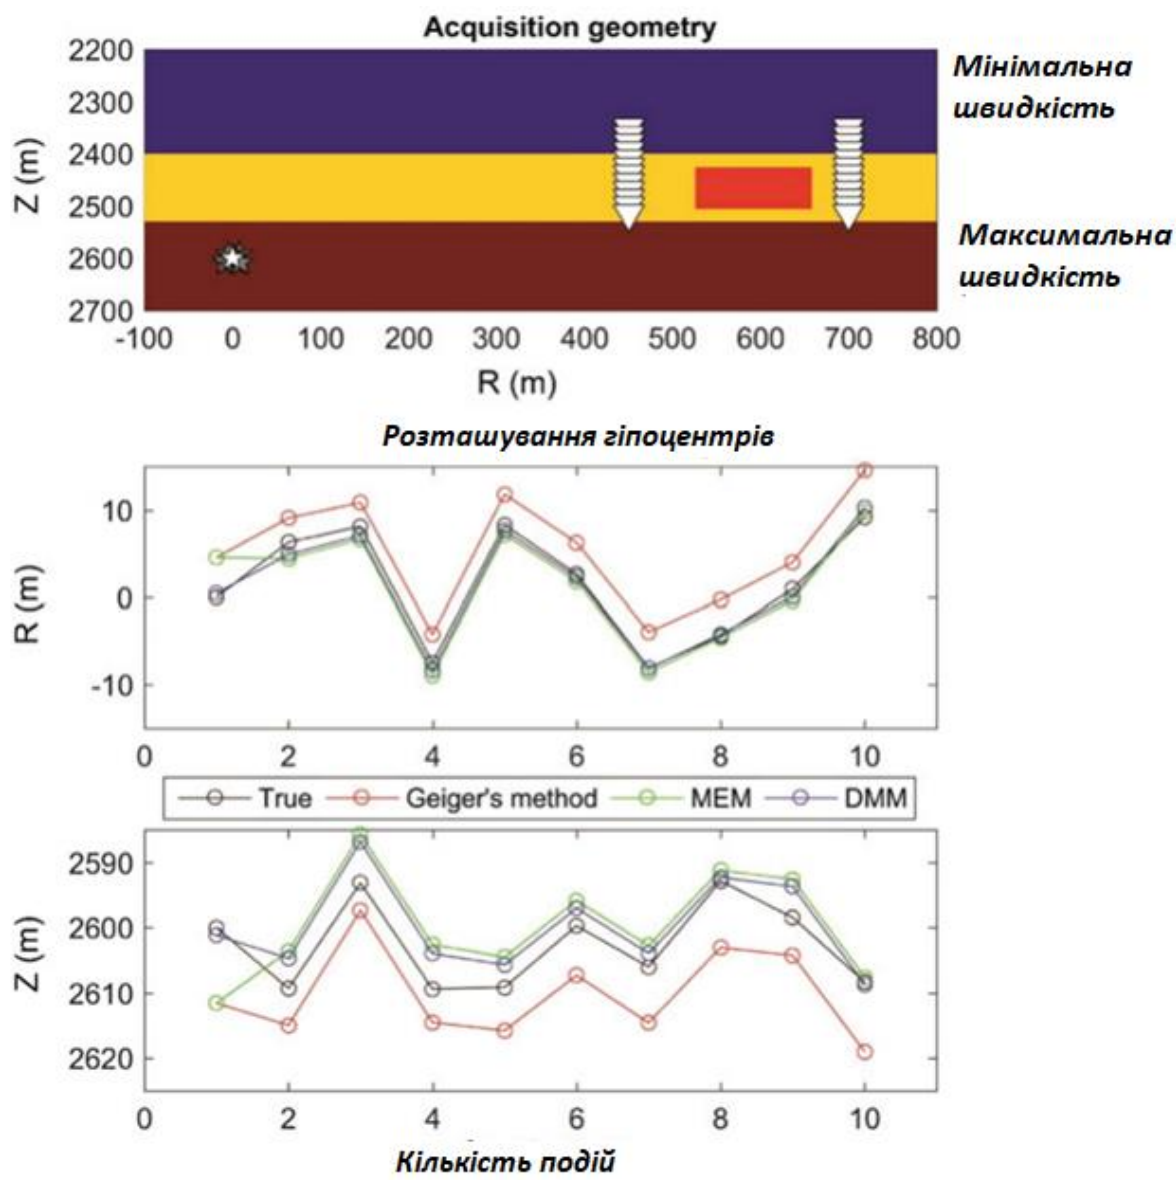 Acquisition geometry
2200
2300
2400
2500
2600
2700
Z (m)
Мінімальна
швидкість
Максимальна
швидкість
-100 0 100 200 300 400 500 600 700 800
R (m)
Розташування гіпоцентрів
10
0
-10
R (m)
0 2 4 6 8 10
True Geiger's method MEM DMM
2590
2600
2610
2620
Z (m)
0 2 4 6 8 10
Кількість подій